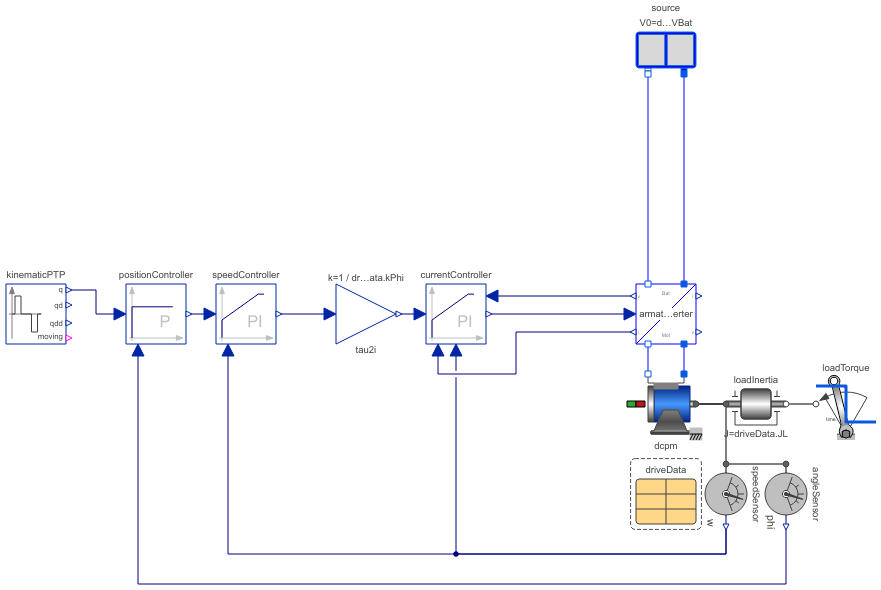 source
V0=d...VBat
kinematicPTP
positionController
speedController
k=1 / dr...ata.kPhi
currentController
q
qd
qdd
moving
P
PI
PI
Bat
armat...erter
Mot
tau2i
loadInertia
loadTorque
J=driveData.JL
time
dcpm
driveData
speedSensor
angleSensor
w
phi